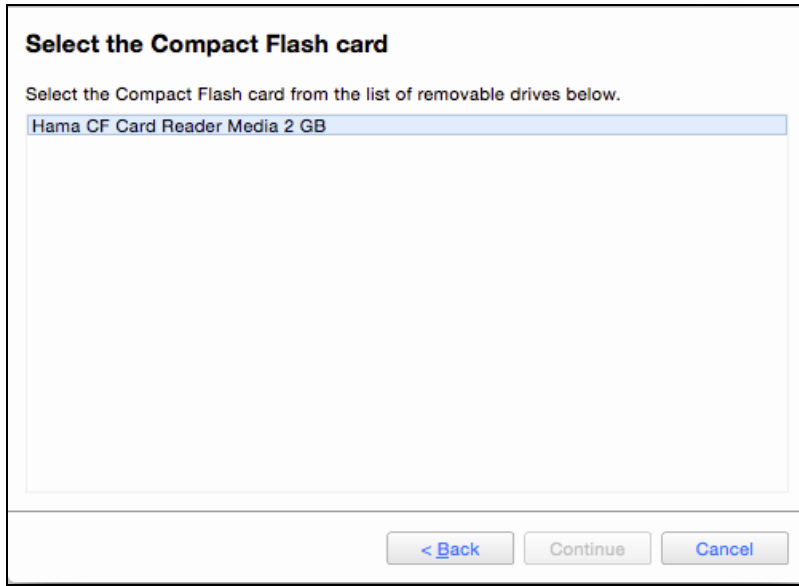 Select the Compact Flash card
Select the Compact Flash card from the list of removable drives below.
Hama CF Card Reader Media 2 GB
< Back
Continue
Cancel